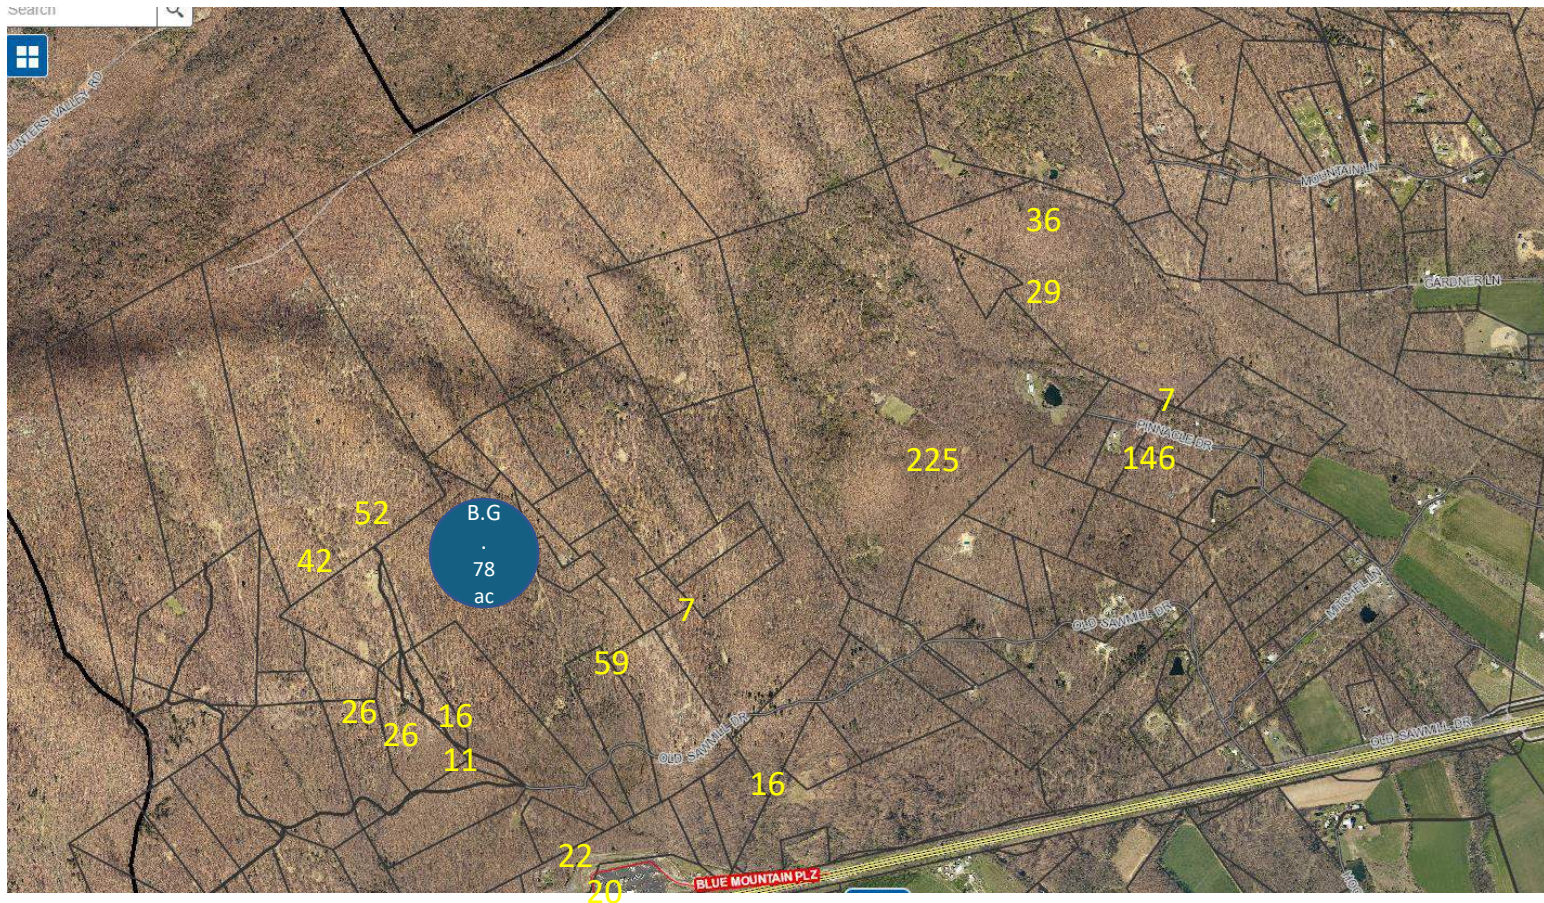 Search
HUNTERS VALLEY RD
MOUNTAIN LN
36
GARDNER LN
29
7
PINNACLE DR
225
146
52
B.G
.
78
ac
42
MITCHEL LN
7
OLD SAWMILL DR
59
26
16
26
OLD SAWMILL DR
OLD SAWMILL DR
11
16
22
BLUE MOUNTAIN PLZ
20